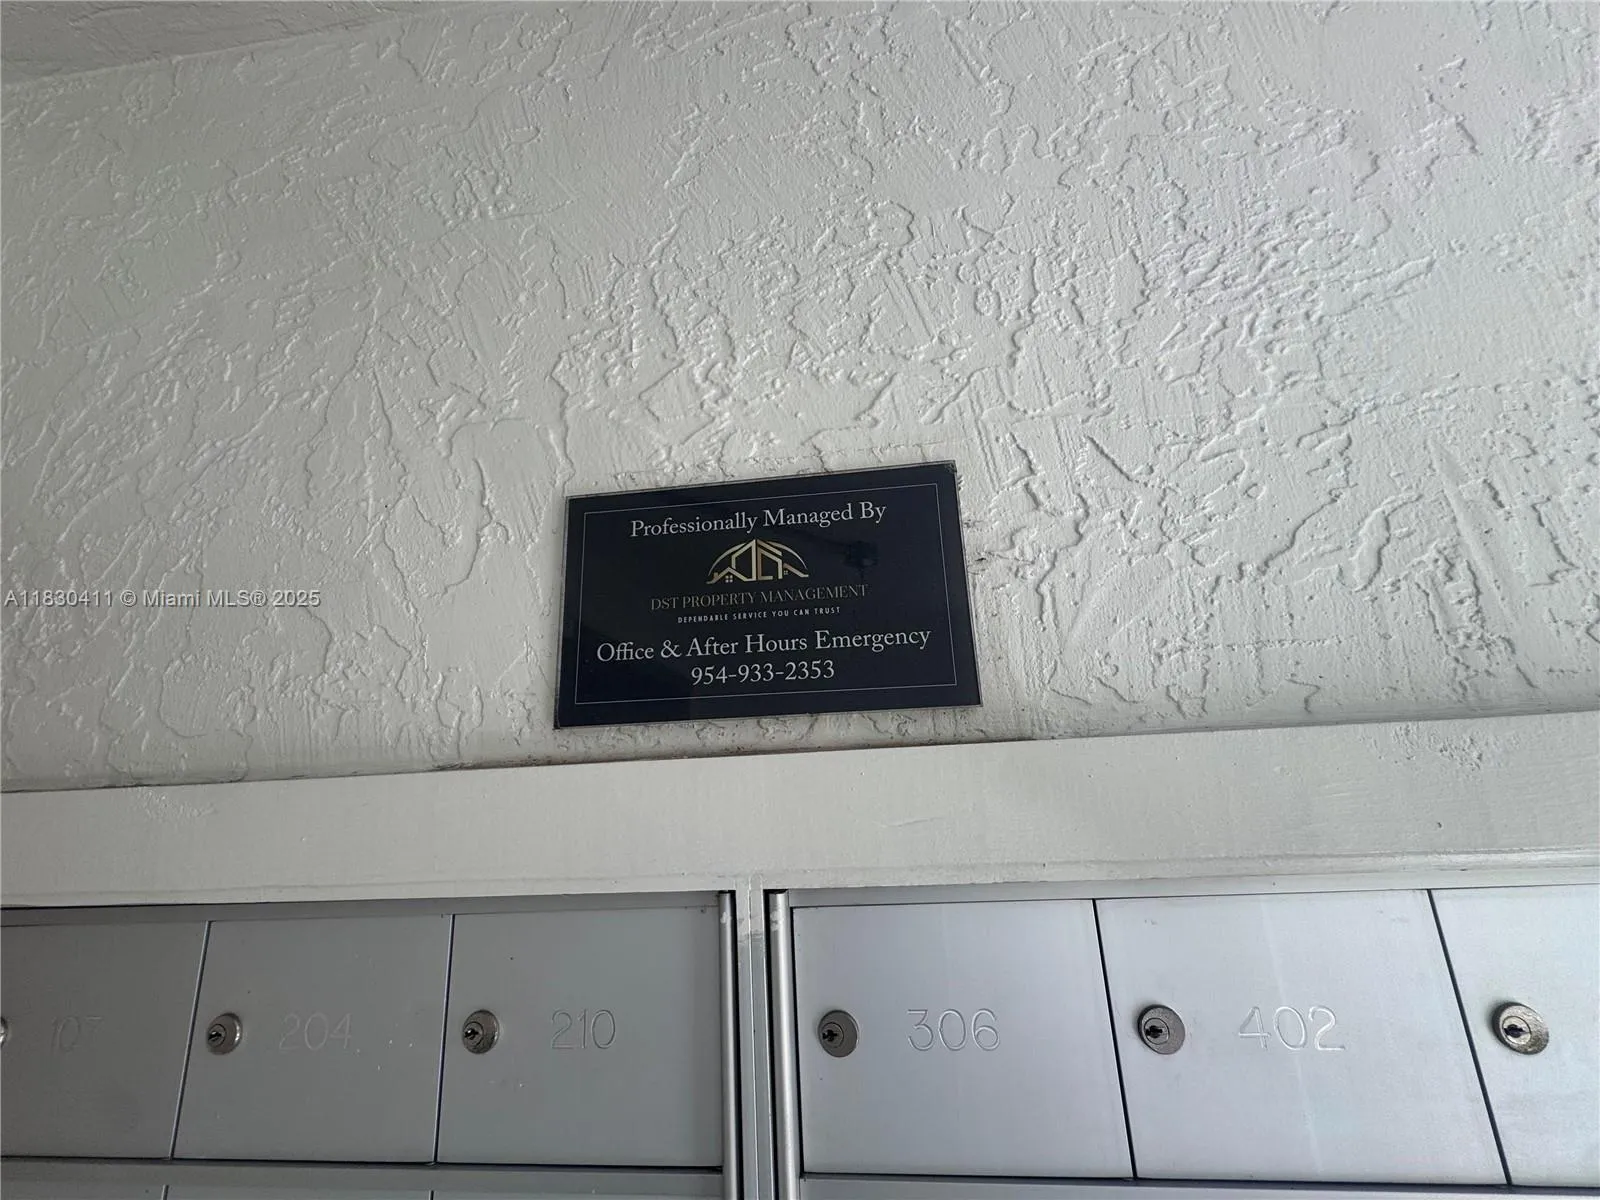 Professionally Managed By
DST PROPERTY MANAGEMENT
DEPENDABLE SERVICE YOU CAN TRUST
Office & After Hours Emergency
954-933-2353
A11830411 © Miami MLS® 2025
107
204
210
306
402